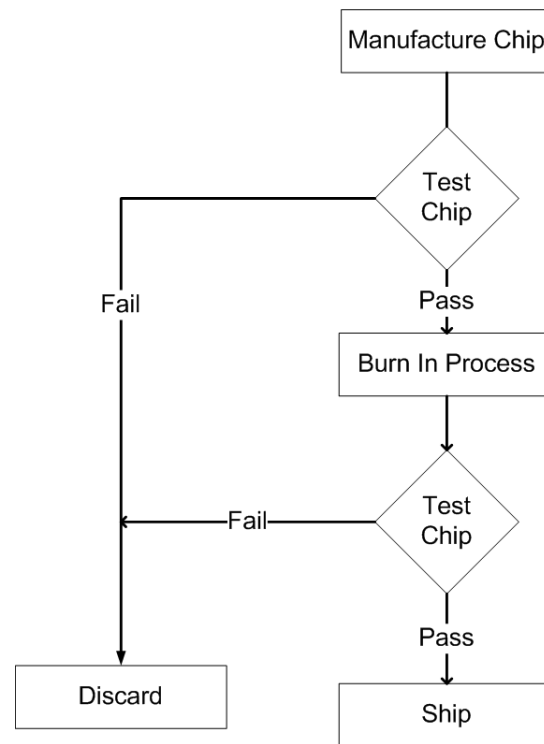 Manufacture Chip
Test
Chip
Fail
Pass
Burn In Process
Test
Chip
Fail
Pass
Discard
Ship